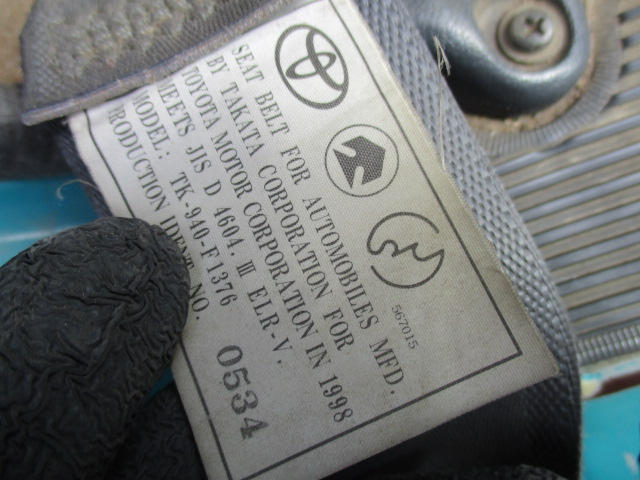 SEAT BELT FOR AUTOMOBILES MFD.
BY TAKATA CORPORATION FOR
TOYOTA MOTOR CORPORATION IN 1998
MEETS JIS D 4604, III ELR-V.
MODEL: TK-940-F1376
PRODUCTION IDENT. NO.
0534
567015